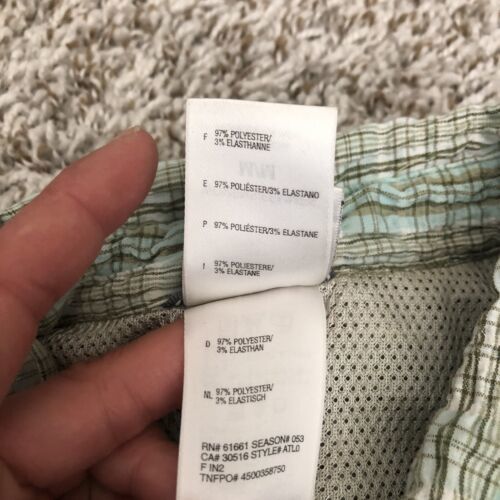 F 97% POLYESTER/
3% ELASTHANNE
E 97% POLIÉSTER/3% ELASTANO
P 97% POLIÉSTER/3% ELASTANE
I 97% POLIESTERE/
3% ELASTANE
D 97% POLYESTER/
3% ELASTHAN
NL 97% POLYESTER/
3% ELASTISCH
RN# 61661 SEASON# 053
CA# 30516 STYLE# ATL0
F IN2
TNFPO# 4500358750